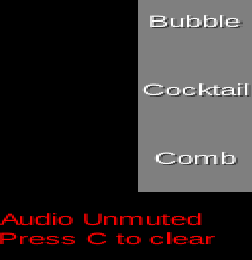 Bubble
Cocktail
Comb
Audio Unmuted
Press C to clear